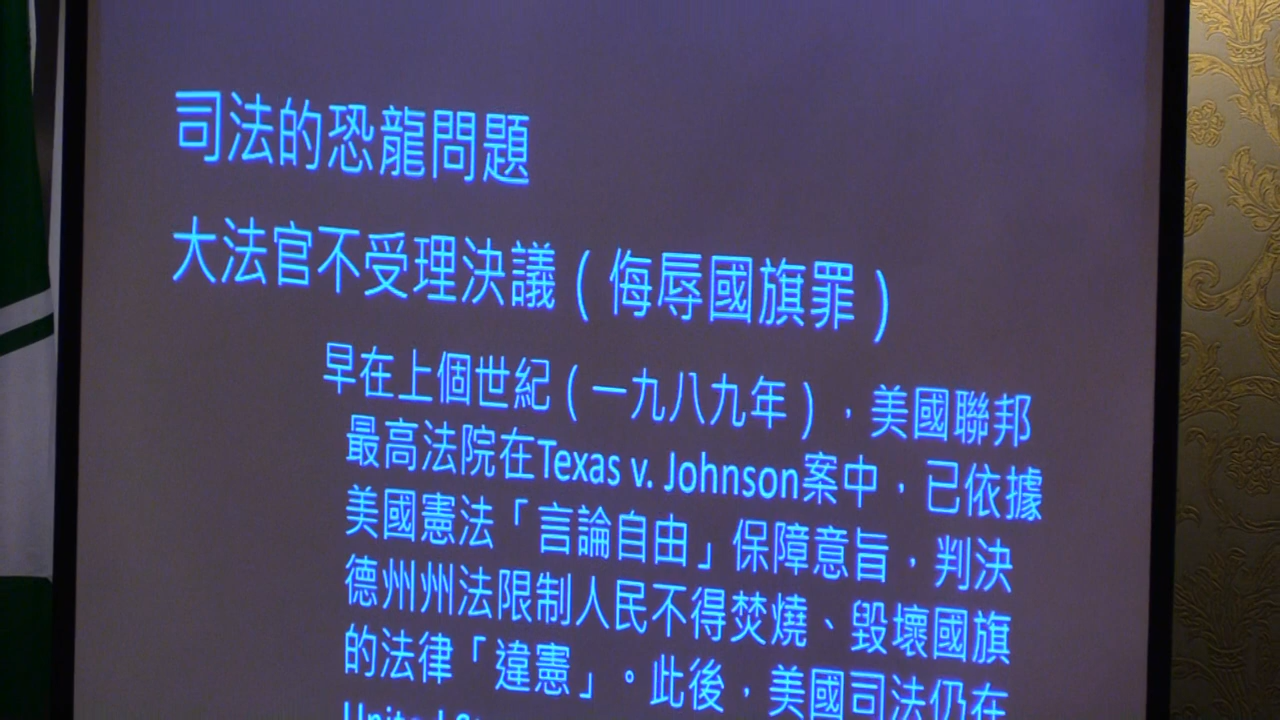 司法的恐龍問題
大法官不受理決議（侮辱國旗罪）
早在上個世紀（一九八九年），美國聯邦
最高法院在Texas v. Johnson案中，已依據
美國憲法「言論自由」保障意旨，判決
德州州法限制人民不得焚燒、毀壞國旗
的法律「違憲」。此後，美國司法仍在
United